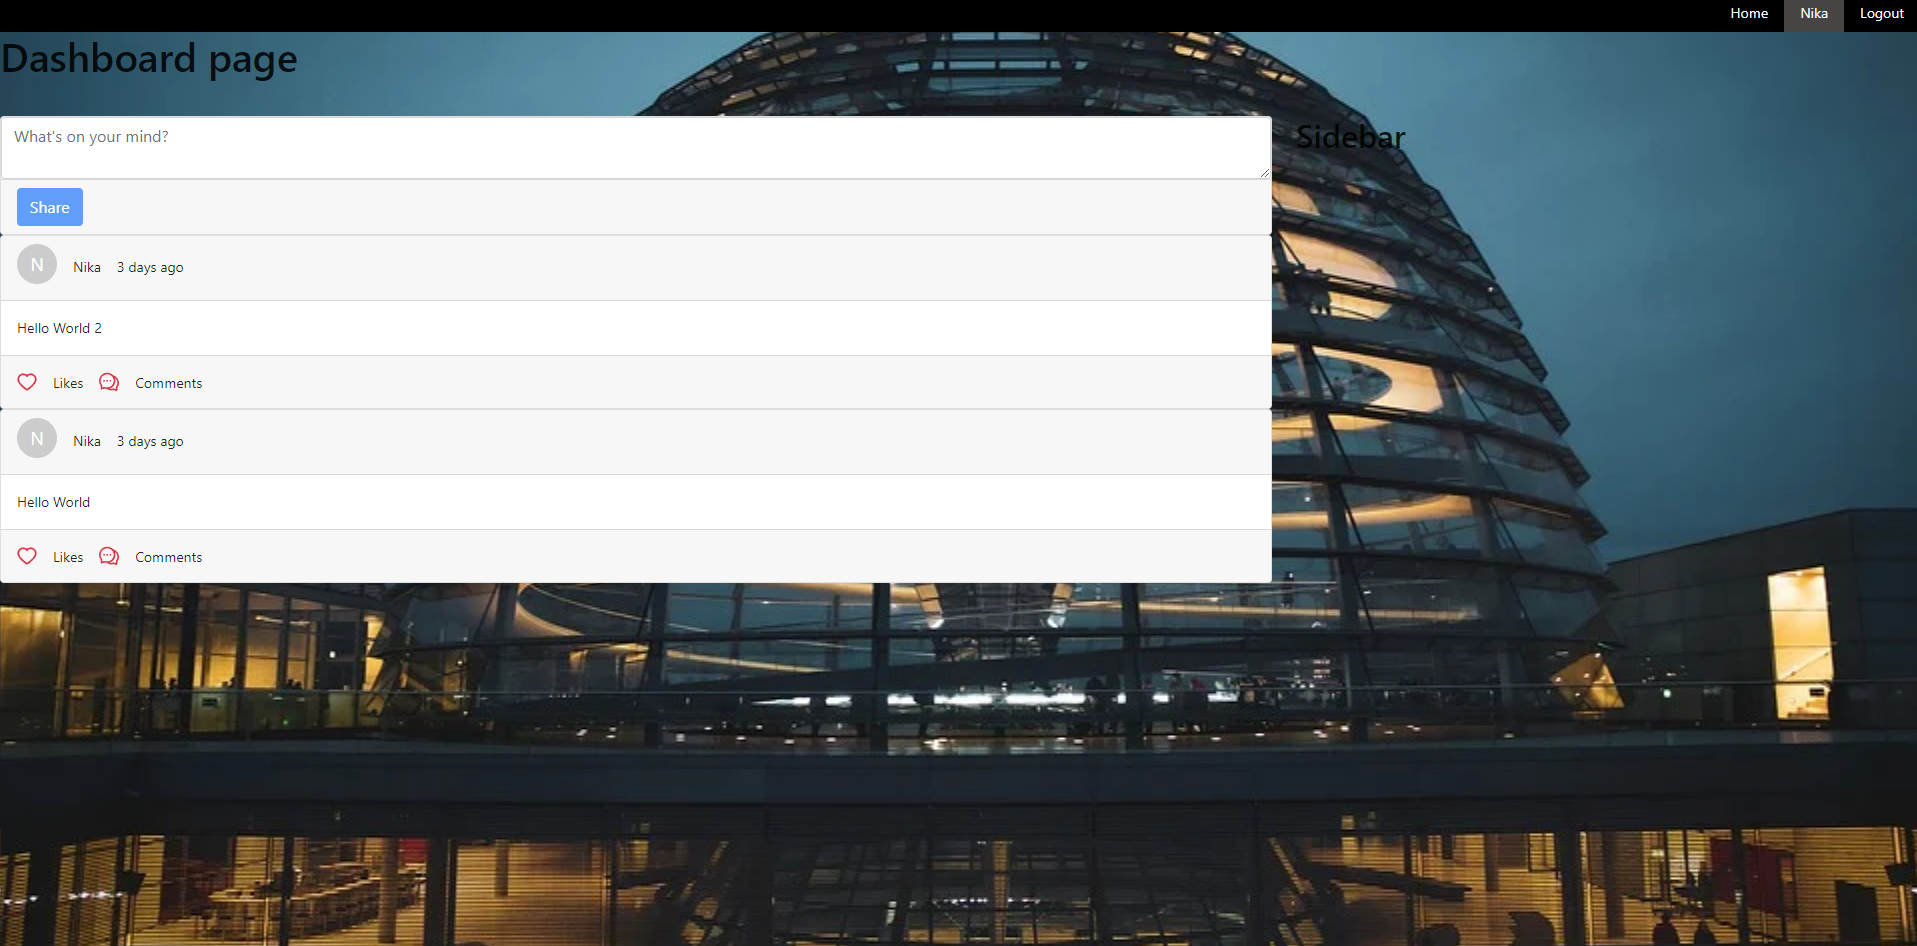 Home Nika Logout
Dashboard page
What's on your mind?
Sidebar
Share
N Nika 3 days ago
Hello World 2
Likes Comments
N Nika 3 days ago
Hello World
Likes Comments